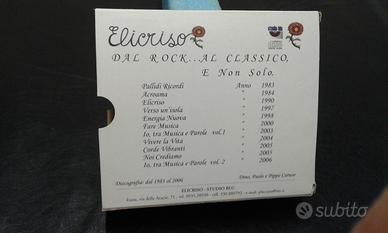 Elicriso
DAL ROCK...AL CLASSICO,
E Non Solo.
Pallidi Ricordi Anno 1983
Acroama " 1984
Elicriso " 1990
Verso un'isola " 1997
Energia Nuova " 1998
Fare Musica " 2000
Io, tra Musica e Parole vol.1 " 2003
Vivere la Vita " 2004
Corde Vibranti " 2005
Noi Crediamo " 2005
Io, tra Musica e Parole vol. 2 " 2006
Discografia: dal 1983 al 2006
Dino, Paolo e Pippo Caruso
ELICRISO - STUDIO REC
subito